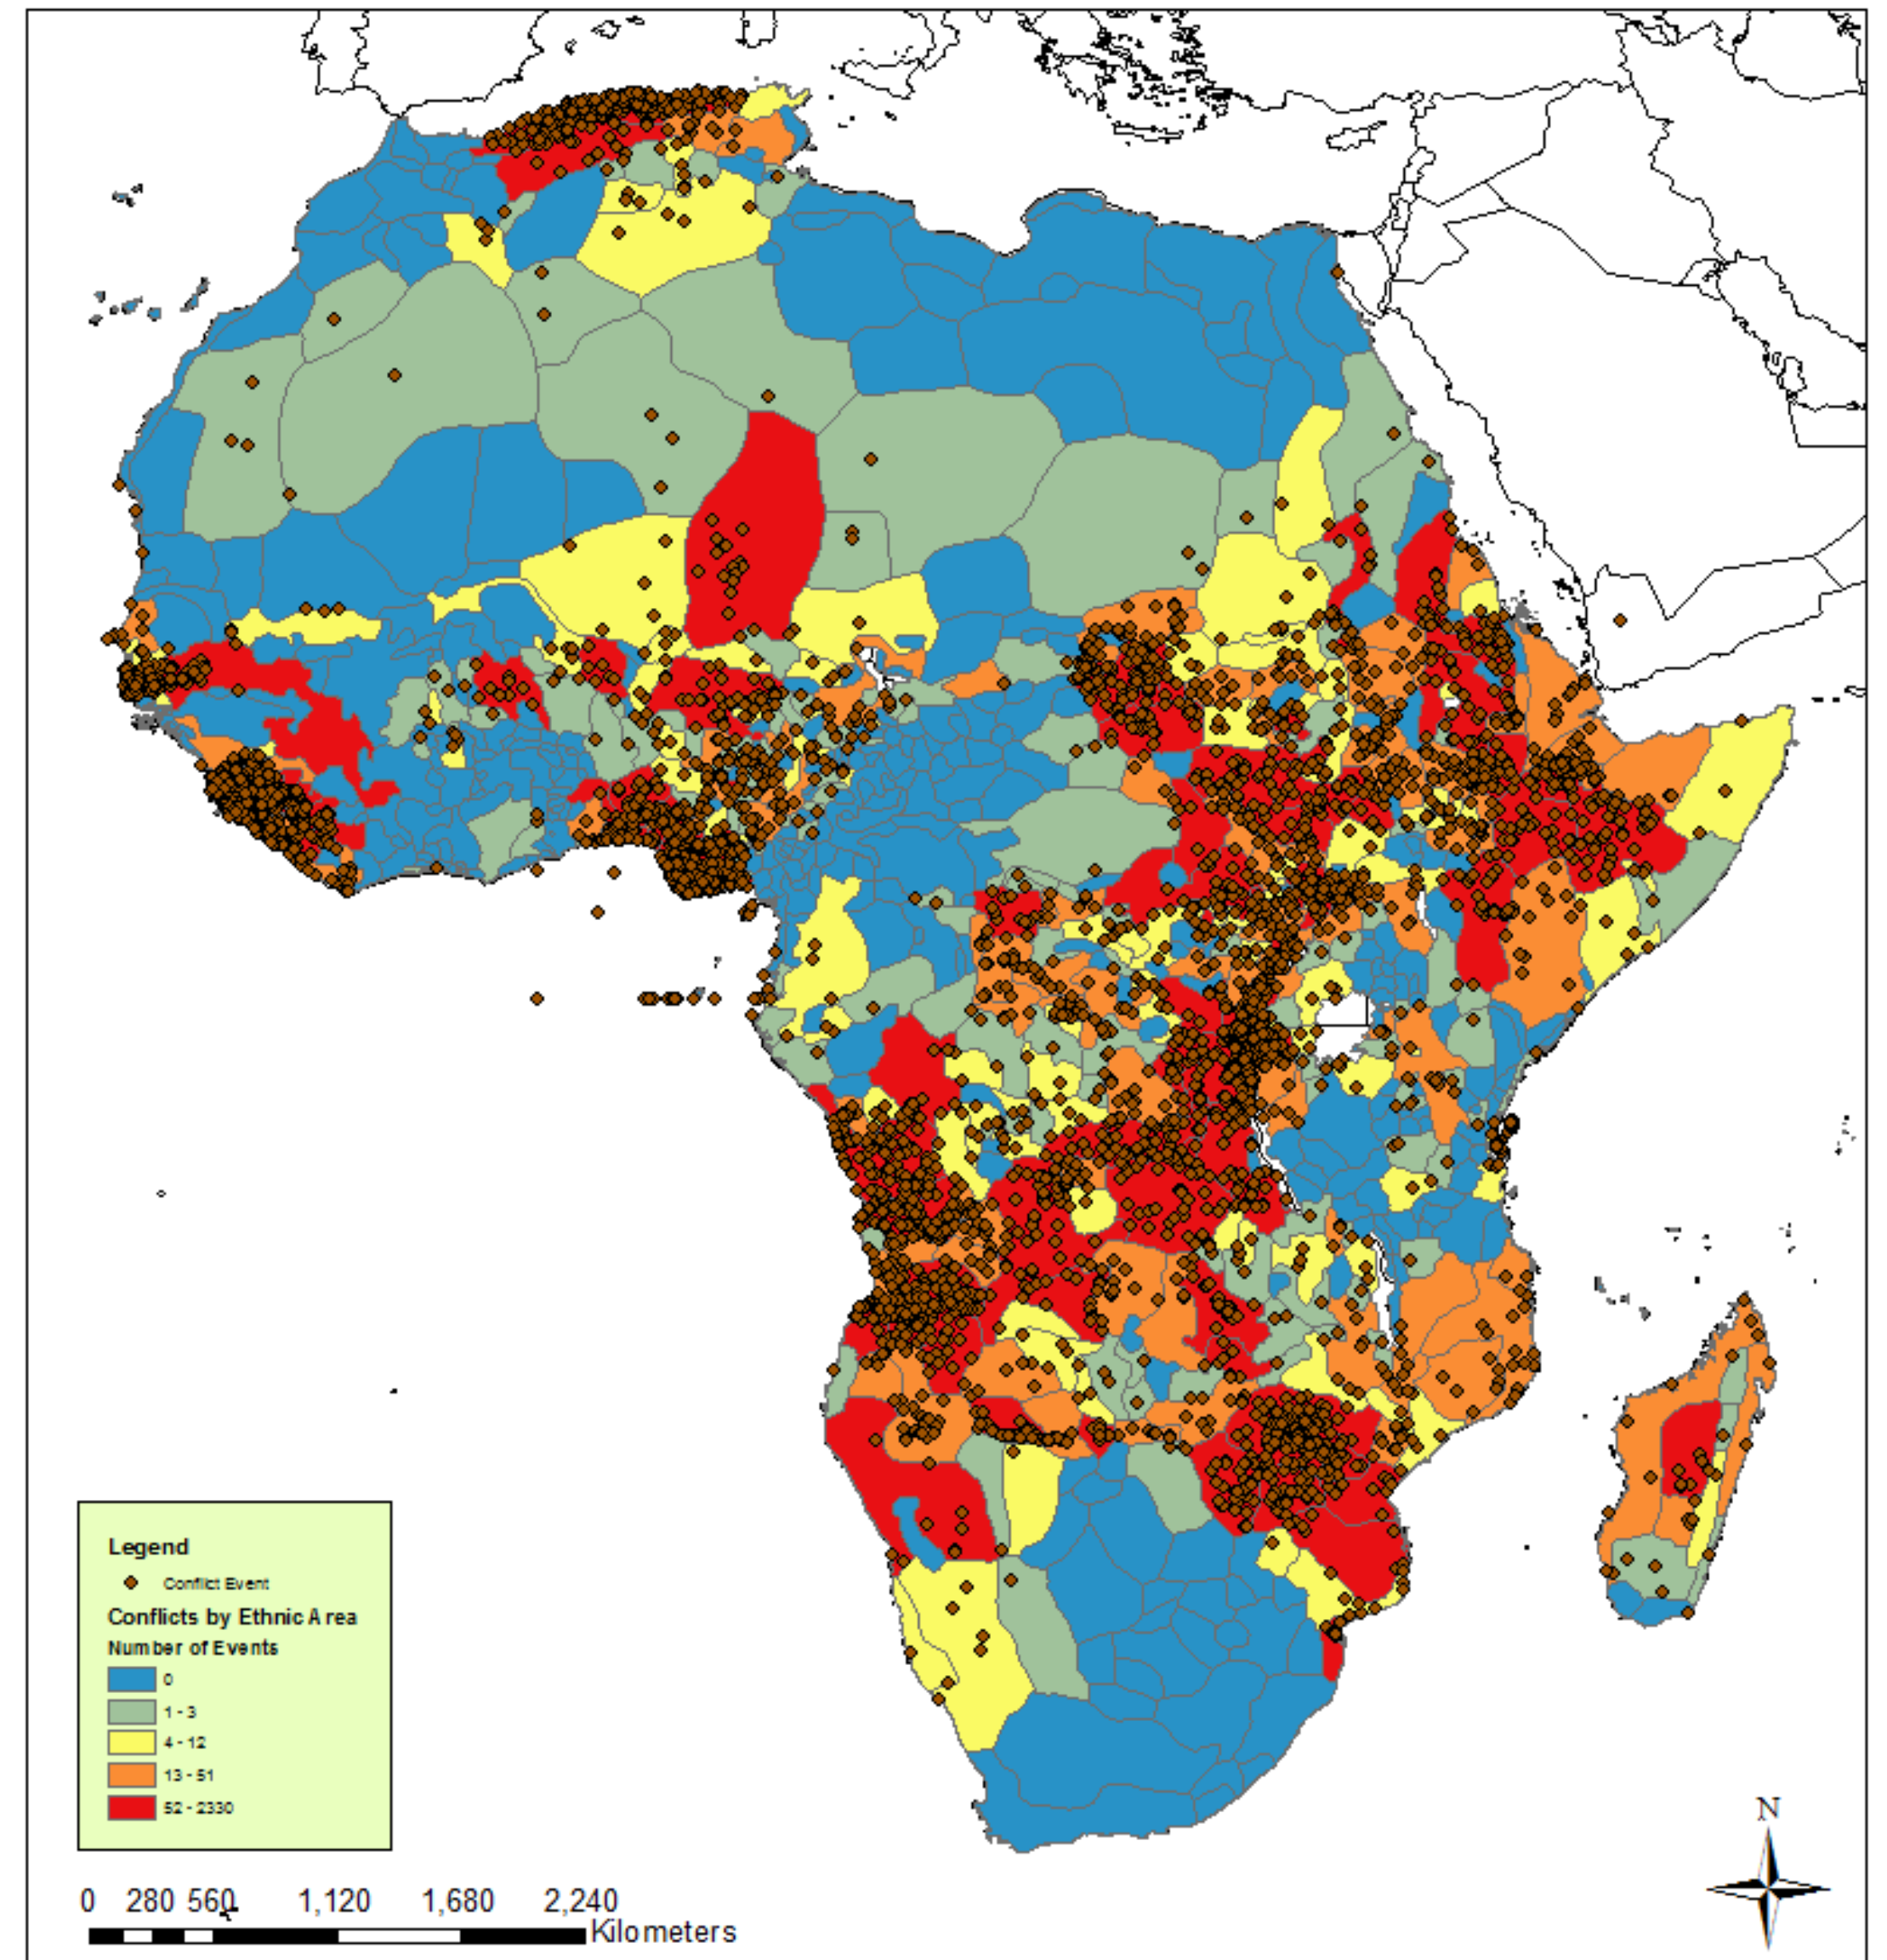 Legend
Conflict Event
Conflicts by Ethnic Area
Number of Events
0
1 - 3
4 - 12
13 - 51
52 - 2330
N
0 280 560 1,120 1,680 2,240
Kilometers